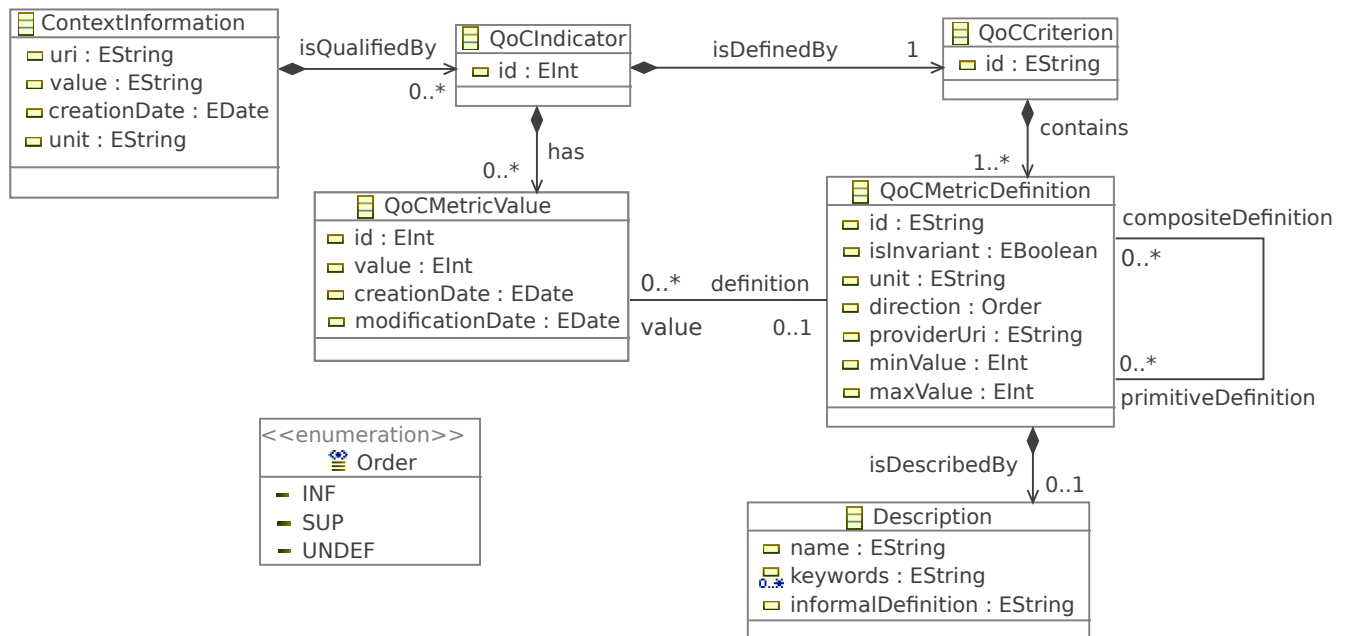 ContextInformation
uri : EString
value : EString
creationDate : EDate
unit : EString
isQualifiedBy
0..*
QoCIndicator
id : EInt
isDefinedBy
1
QoCCriterion
id : EString
has
0..*
contains
1..*
QoCMetricValue
id : EInt
value : EInt
creationDate : EDate
modificationDate : EDate
0..*
definition
value
0..1
QoCMetricDefinition
id : EString
isInvariant : EBoolean
unit : EString
direction : Order
providerUri : EString
minValue : EInt
maxValue : EInt
compositeDefinition
0..*
0..*
primitiveDefinition
<<enumeration>>
Order
INF
SUP
UNDEF
isDescribedBy
0..1
Description
name : EString
0..* keywords : EString
informalDefinition : EString